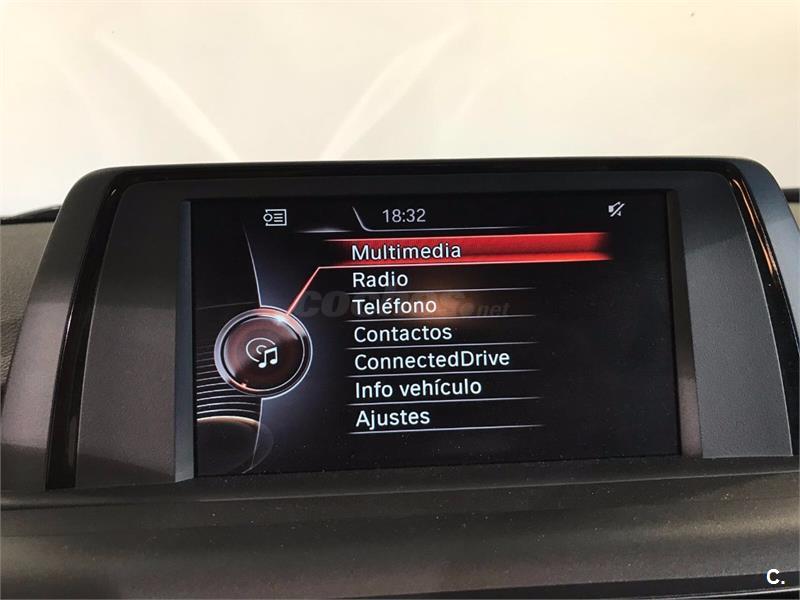 18:32
Multimedia
Radio
Teléfono
Contactos
ConnectedDrive
Info vehículo
Ajustes
C.